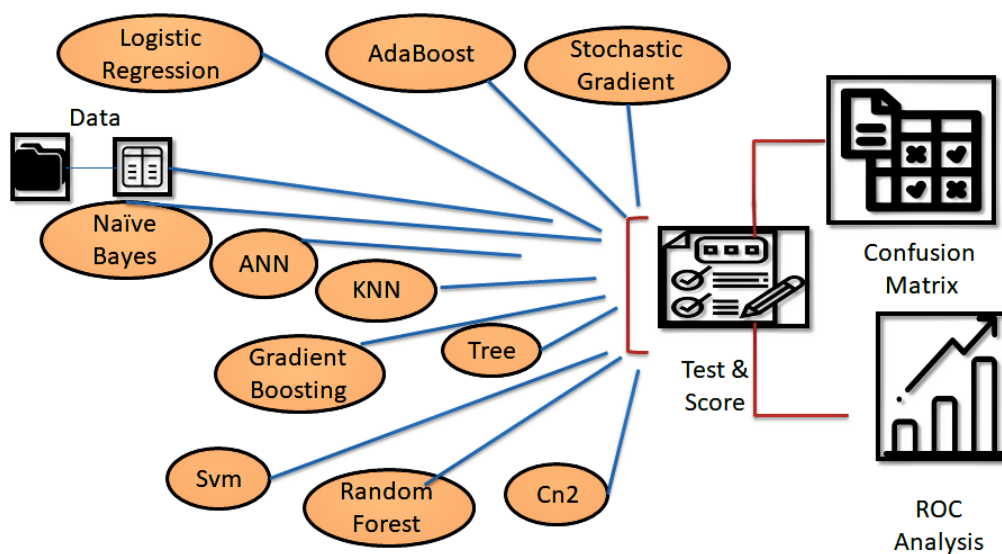 Logistic
Regression
AdaBoost
Stochastic
Gradient
Data
Naïve
Bayes
ANN
KNN
Gradient
Boosting
Tree
Svm
Random
Forest
Cn2
Test &
Score
Confusion
Matrix
ROC
Analysis